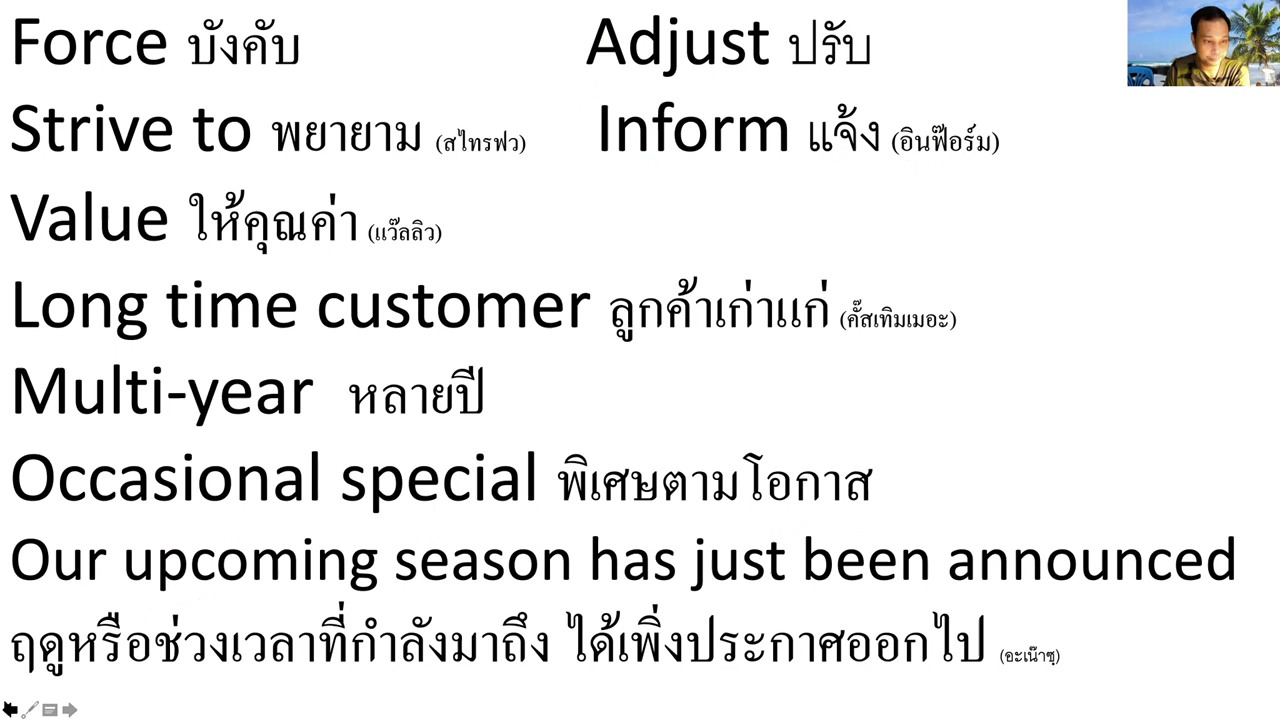 Force บังคับ Adjust ปรับ
Strive to พยายาม (สไทรฟว) Inform แจ้ง (อินฟ๊อร์ม)
Value ให้คุณค่า (แว๊ลลิว)
Long time customer ลูกค้าเก่าแก่ (คั๊สเทิมเมอะ)
Multi-year หลายปี
Occasional special พิเศษตามโอกาส
Our upcoming season has just been announced
ฤดูหรือช่วงเวลาที่กำลังมาถึง ได้เพิ่งประกาศออกไป (อะเน๊าซฺ)